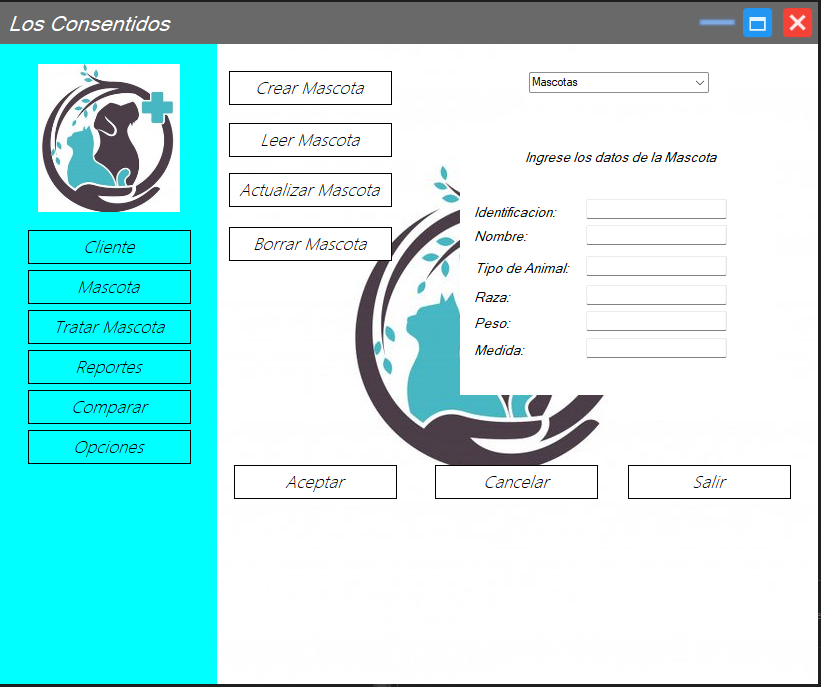 Los Consentidos
Cliente
Mascota
Tratar Mascota
Reportes
Comparar
Opciones
Crear Mascota
Leer Mascota
Actualizar Mascota
Borrar Mascota
Mascotas
Ingrese los datos de la Mascota
Identificacion:
Nombre:
Tipo de Animal:
Raza:
Peso:
Medida:
Aceptar
Cancelar
Salir